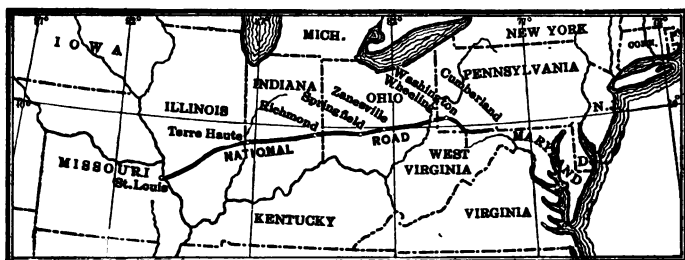 MICH.
NEW YORK
CONN.
IOWA
INDIANA
OHIO
PENNSYLVANIA
Washington
Wheeling
Cumberland
Zanesville
Springfield
Richmond
ILLINOIS
N.
Terre Haute
NATIONAL ROAD
MARYLAND
D
MISSOURI
St. Louis
WEST
VIRGINIA
KENTUCKY
VIRGINIA